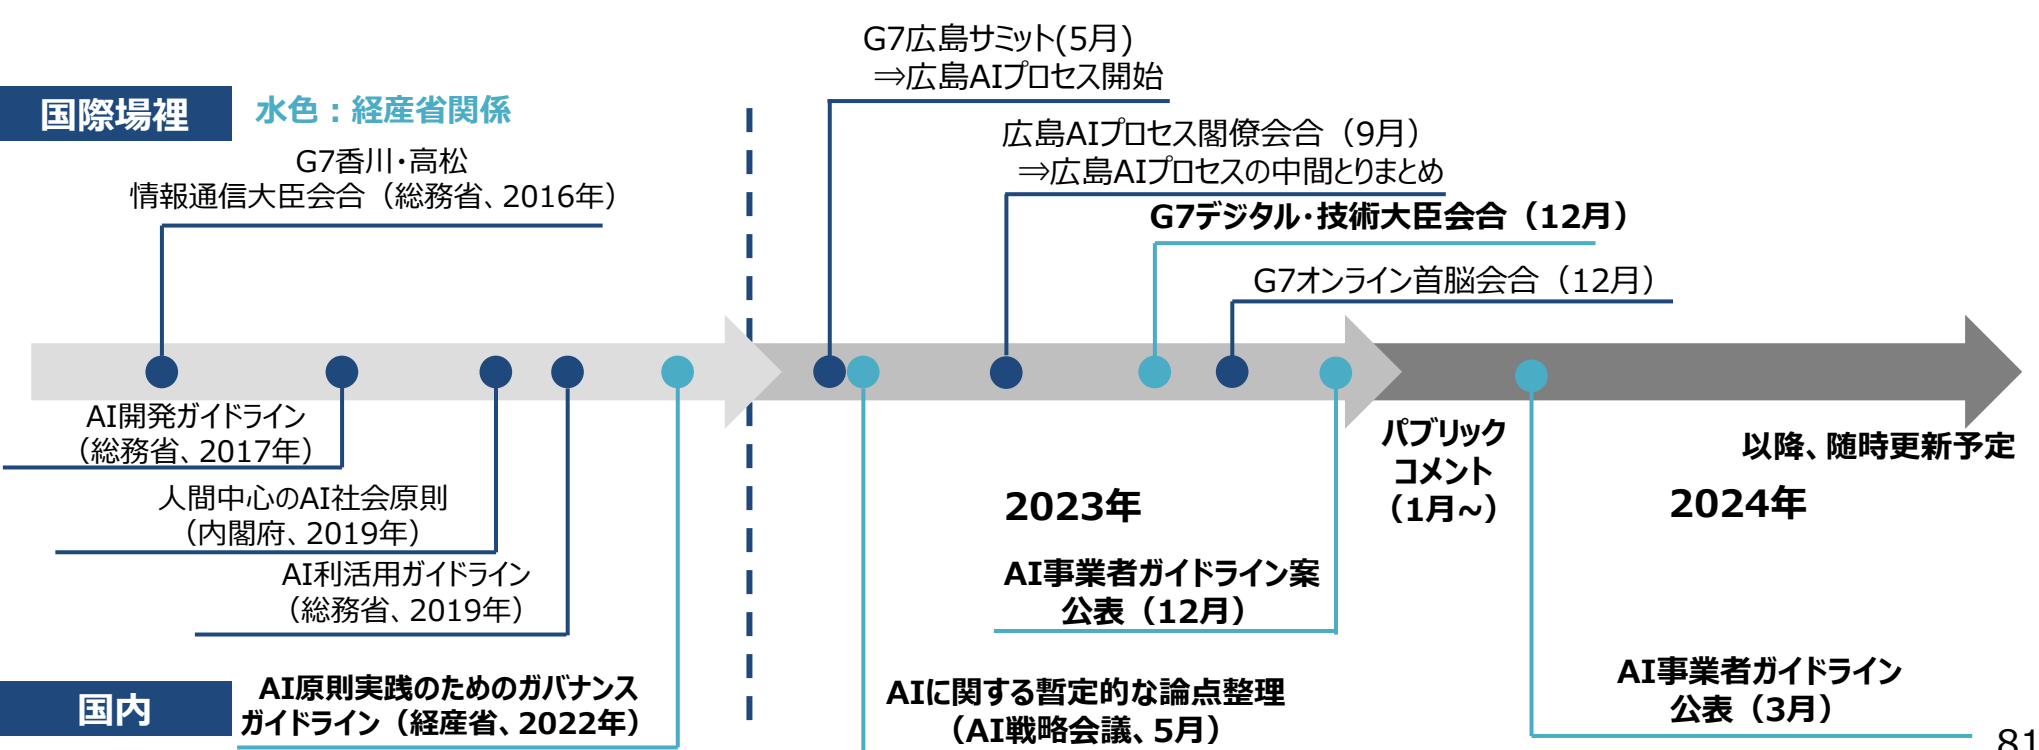 G7広島サミット(5月)
⇒広島AIプロセス開始
国際場裡
水色：経産省関係
広島AIプロセス閣僚会合（9月）
⇒広島AIプロセスの中間とりまとめ
G7香川・高松
情報通信大臣会合（総務省、2016年）
G7デジタル・技術大臣会合（12月）
G7オンライン首脳会合（12月）
AI開発ガイドライン
（総務省、2017年）
人間中心のAI社会原則
（内閣府、2019年）
AI利活用ガイドライン
（総務省、2019年）
AI原則実践のためのガバナンス
ガイドライン（経産省、2022年）
国内
2023年
パブリック
コメント
（1月~）
以降、随時更新予定
2024年
AI事業者ガイドライン案
公表（12月）
AIに関する暫定的な論点整理
（AI戦略会議、5月）
AI事業者ガイドライン
公表（3月）
81